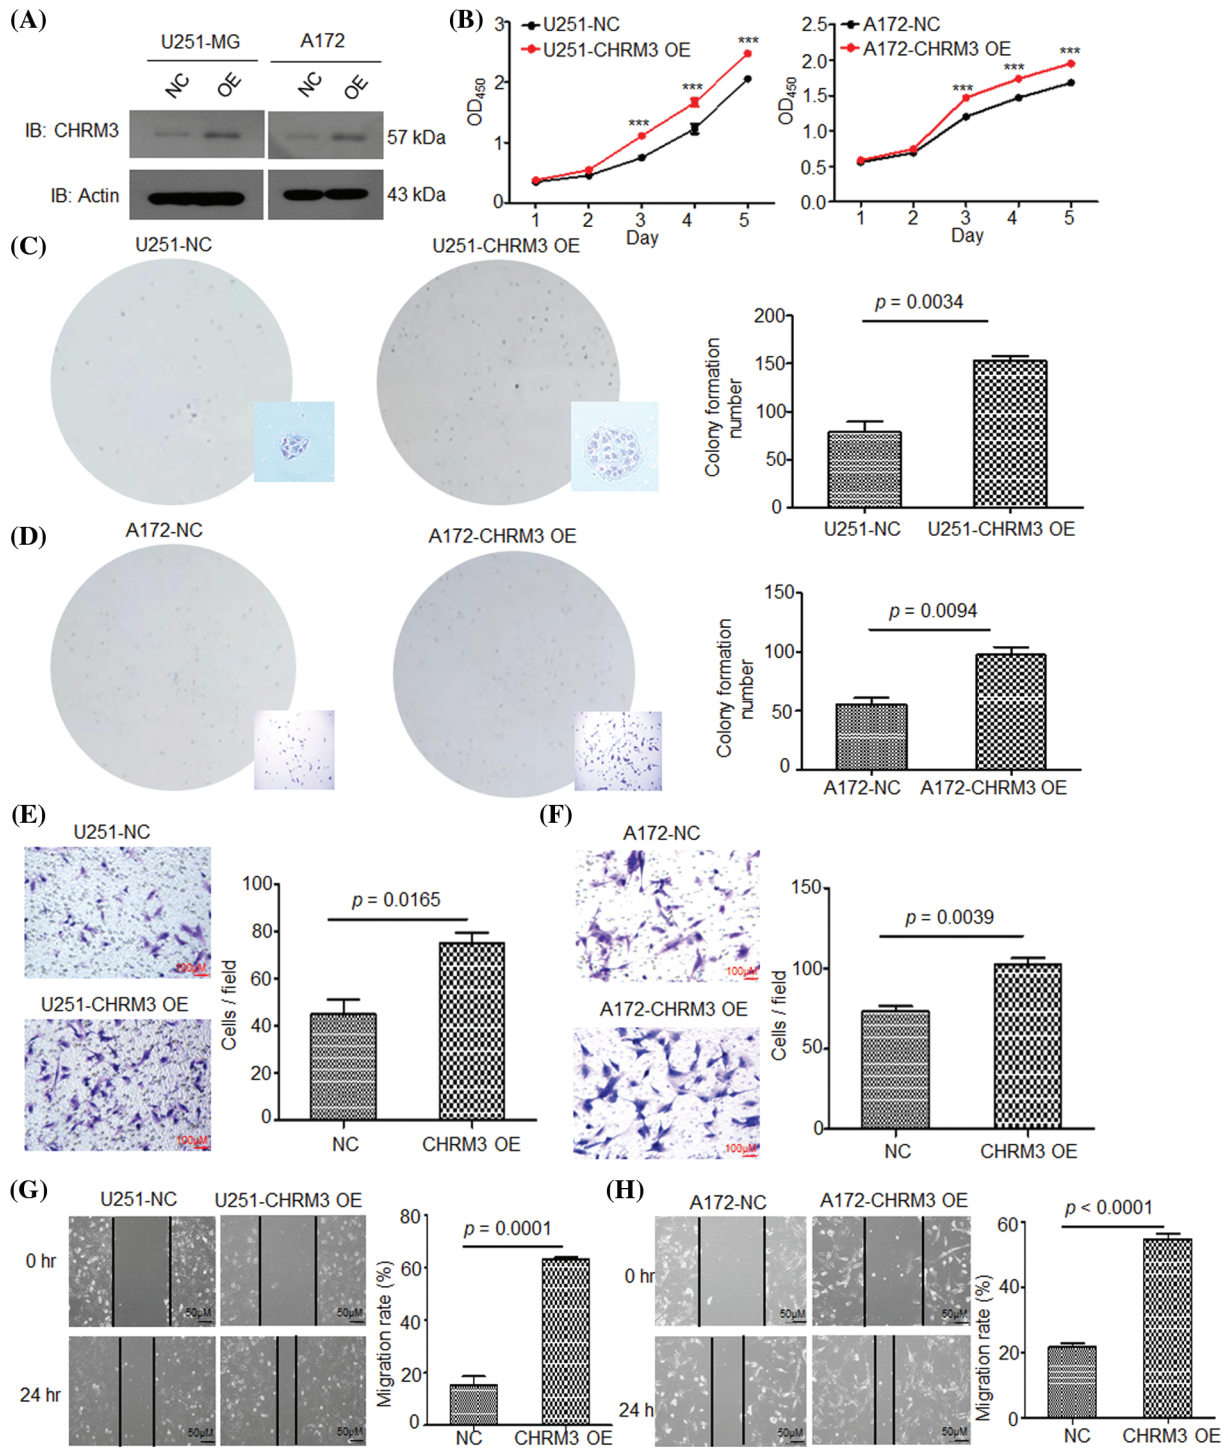 (A)
U251-MG A172
NC OE NC OE
IB: CHRM3 57 kDa
IB: Actin 43 kDa
(B)
U251-NC
U251-CHRM3 OE
OD450
3
2
1
0
*** *** ***
1 2 3 4 5
Day
A172-NC
A172-CHRM3 OE
OD450
2.5
2.0
1.5
1.0
0.5
0.0
*** *** ***
1 2 3 4 5
Day
(C)
U251-NC U251-CHRM3 OE
p = 0.0034
Colony formation
number
200
150
100
50
0
U251-NC U251-CHRM3 OE
(D)
A172-NC A172-CHRM3 OE
p = 0.0094
Colony formation
number
150
100
50
0
A172-NC A172-CHRM3 OE
(E)
U251-NC
100µM
U251-CHRM3 OE
100µM
p = 0.0165
Cells / field
100
80
60
40
20
0
NC CHRM3 OE
(F)
A172-NC
100µM
A172-CHRM3 OE
100µM
p = 0.0039
Cells / field
150
100
50
0
NC CHRM3 OE
(G)
U251-NC U251-CHRM3 OE
0 hr
50µM 50µM
24 hr
50µM 50µM
p = 0.0001
Migration rate (%)
80
60
40
20
0
NC CHRM3 OE
(H)
A172-NC A172-CHRM3 OE
0 hr
50µM 50µM
24 h
50µM 50µM
p < 0.0001
Migration rate (%)
60
40
20
0
NC CHRM3 OE